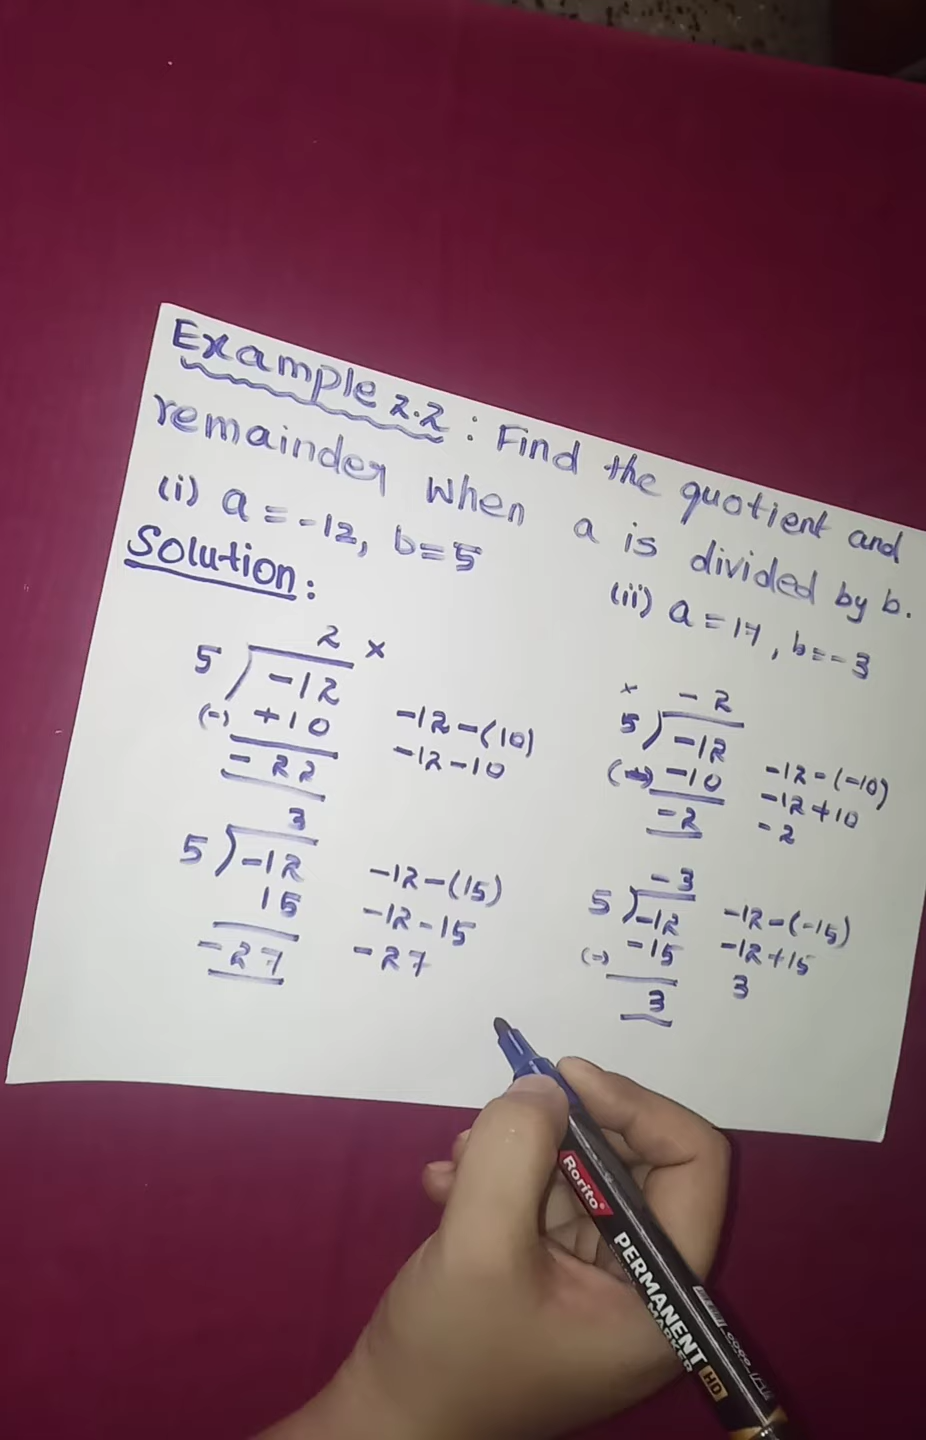 Example 2.2 : Find the quotient and
remainder when a is divided by b.
(i) a = -12, b=5
(ii) a = 17, b=-3
Solution:
2 x
5 ) -12
(-) +10
-22
-12-(10)
-12-10
3
5 ) -12
15
-27
-12-(15)
-12-15
-27
x -2
5 ) -12
-10
-2
-12-(-10)
-12+10
-2
-3
5 ) -12
(-) -15
3
-12-(-15)
-12+15
3
Rorito
PERMANENT
MARKER
HD